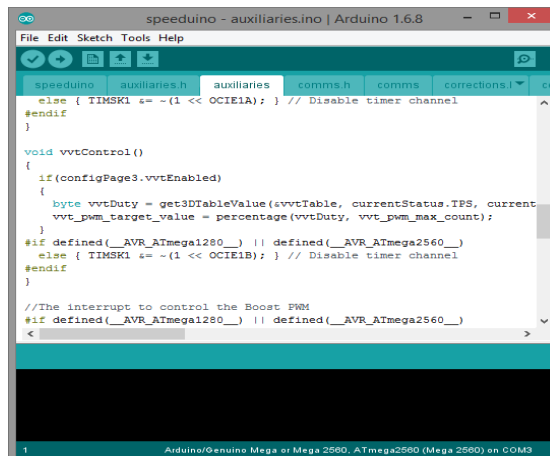 speeduino - auxiliaries.ino | Arduino 1.6.8
File Edit Sketch Tools Help
speeduino auxiliaries.h auxiliaries comms.h comms corrections.l co
else { TIMSK1 &= ~(1 << OCIE1A); } // Disable timer channel
#endif
}
void vvtControl()
{
if(configPage3.vvtEnabled)
{
byte vvtDuty = get3DTableValue(&vvtTable, currentStatus.TPS, current
vvt_pwm_target_value = percentage(vvtDuty, vvt_pwm_max_count);
}
#if defined(__AVR_ATmega1280__) || defined(__AVR_ATmega2560__)
else { TIMSK1 &= ~(1 << OCIE1B); } // Disable timer channel
#endif
}
//The interrupt to control the Boost PWM
#if defined(__AVR_ATmega1280__) || defined(__AVR_ATmega2560__)
1 Arduino/Genuino Mega or Mega 2560, ATmega2560 (Mega 2560) on COM3